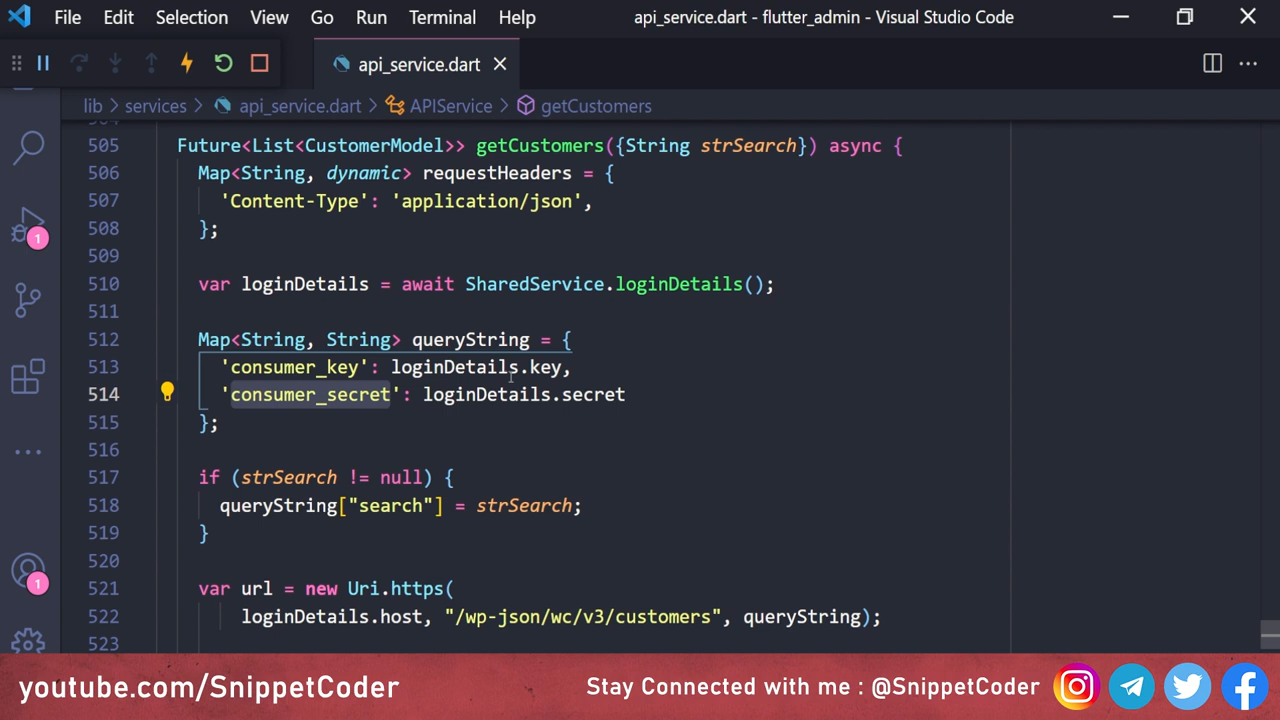 File Edit Selection View Go Run Terminal Help api_service.dart - flutter_admin - Visual Studio Code
api_service.dart
lib > services > api_service.dart > APIService > getCustomers
505 Future<List<CustomerModel>> getCustomers({String strSearch}) async {
506 Map<String, dynamic> requestHeaders = {
507 'Content-Type': 'application/json',
508 };
509
510 var loginDetails = await SharedService.loginDetails();
511
512 Map<String, String> queryString = {
513 'consumer_key': loginDetails.key,
514 'consumer_secret': loginDetails.secret
515 };
516
517 if (strSearch != null) {
518 queryString["search"] = strSearch;
519 }
520
521 var url = new Uri.https(
522 loginDetails.host, "/wp-json/wc/v3/customers", queryString);
523
1
1
youtube.com/SnippetCoder
Stay Connected with me : @SnippetCoder